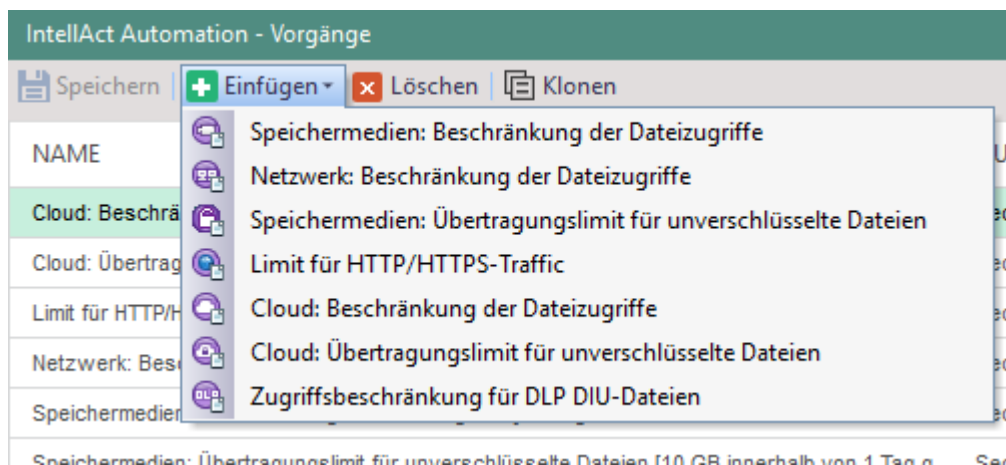 IntellAct Automation - Vorgänge
Speichern Einfügen Löschen Klonen
NAME
Speichermedien: Beschränkung der Dateizugriffe
Netzwerk: Beschränkung der Dateizugriffe
Cloud: Beschrä
Speichermedien: Übertragungslimit für unverschlüsselte Dateien
Cloud: Übertrag
Limit für HTTP/HTTPS-Traffic
Limit für HTTP/H
Cloud: Beschränkung der Dateizugriffe
Netzwerk: Bes
Cloud: Übertragungslimit für unverschlüsselte Dateien
Speichermedien
Zugriffsbeschränkung für DLP DIU-Dateien
Speichermedien: Übertragungslimit für unverschlüsselte Dateien [10 GB innerhalb von 1 Tag g... Se